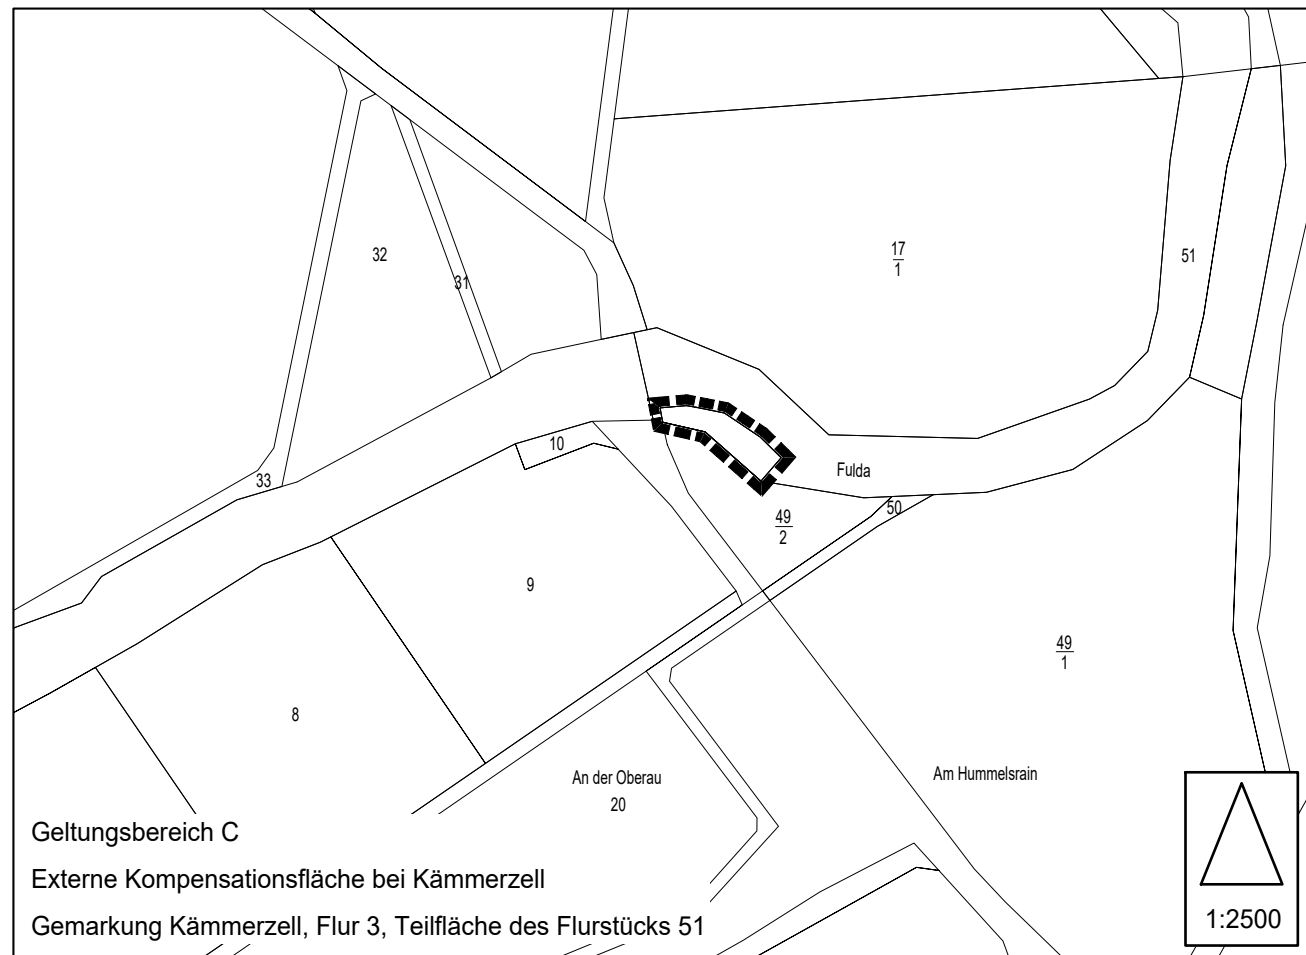 32
31
17
1
51
33
10
Fulda
49
2
50
9
49
1
8
An der Oberau
20
Am Hummelsrain
Geltungsbereich C
Externe Kompensationsfläche bei Kämmerzell
Gemarkung Kämmerzell, Flur 3, Teilfläche des Flurstücks 51
1:2500